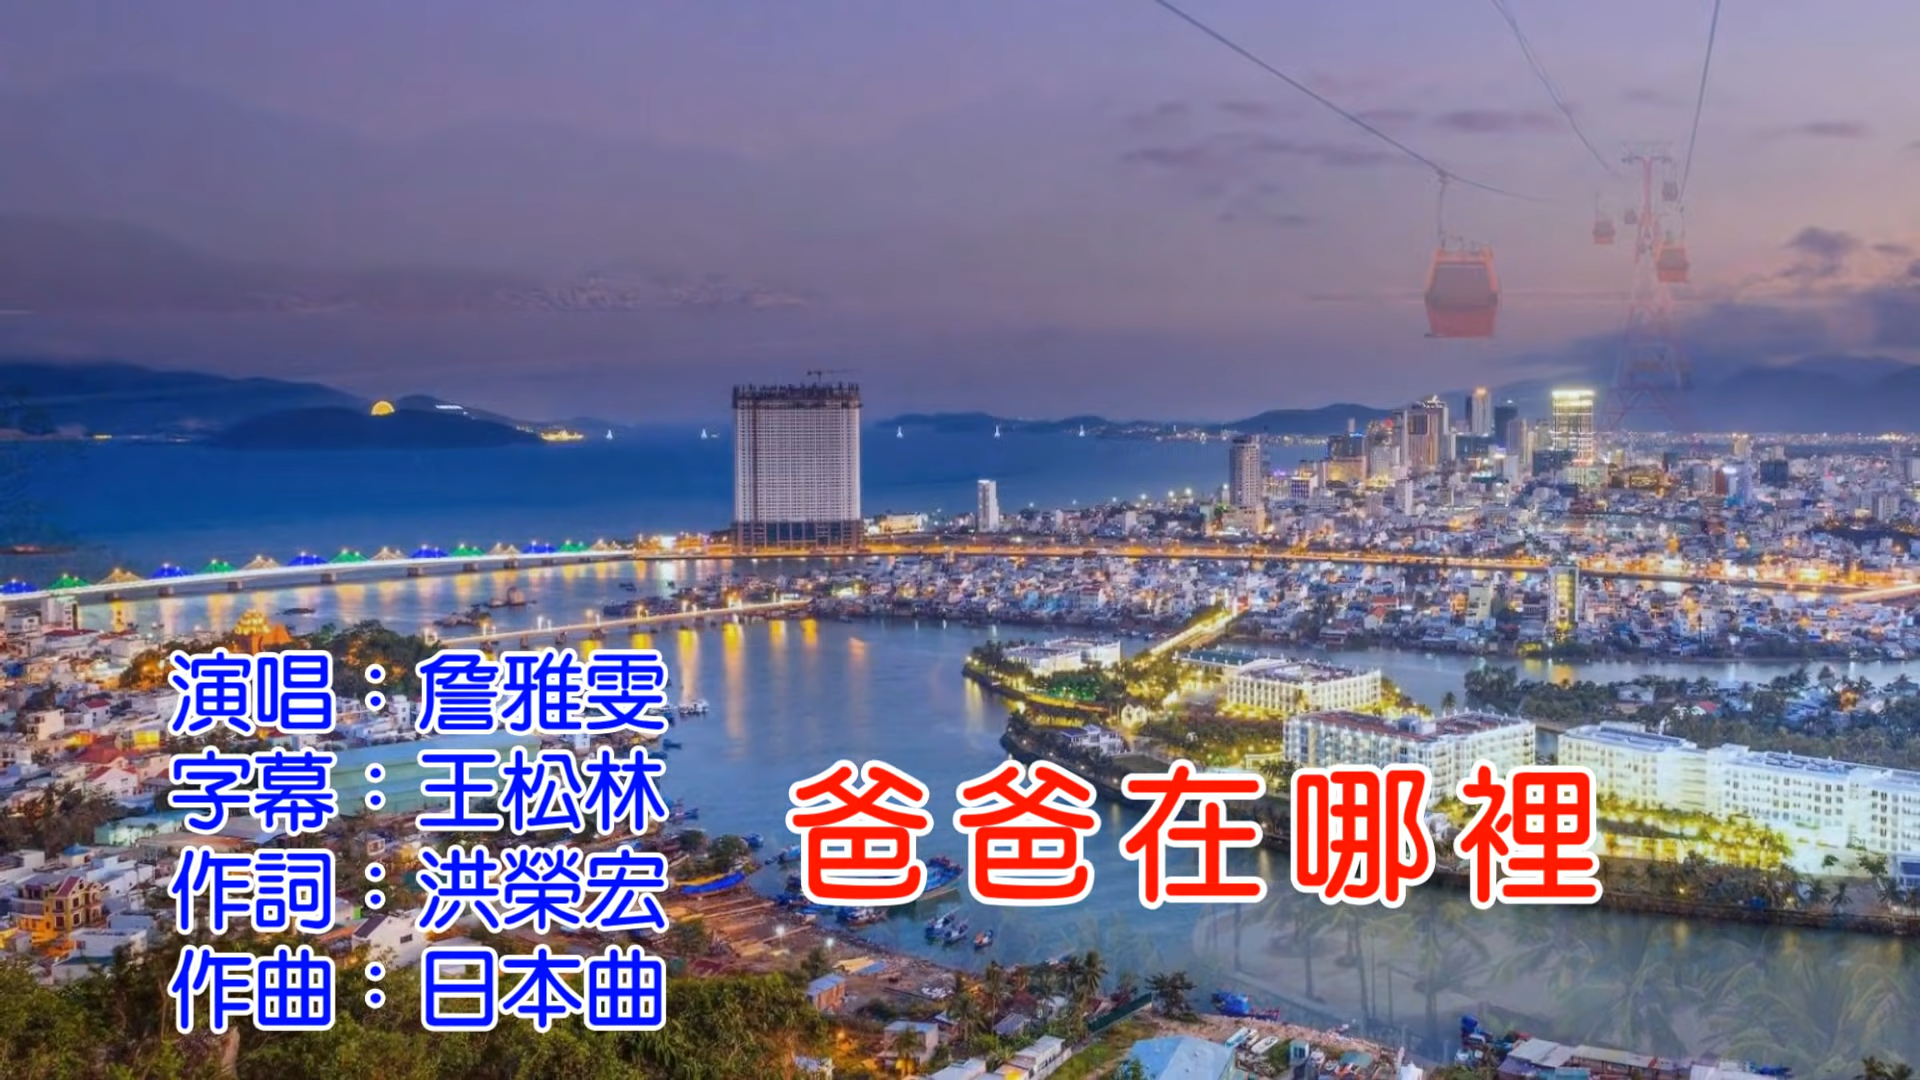 演唱：詹雅雯
字幕：王松林
作詞：洪榮宏
作曲：日本曲
爸爸在哪裡